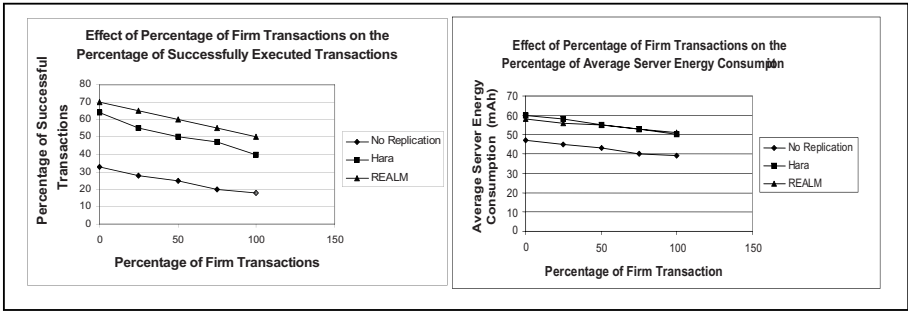 Effect of Percentage of Firm Transactions on the
Percentage of Successfully Executed Transactions
Percentage of Successful
Transactions
80
70
60
50
40
30
20
10
0
0 50 100 150
Percentage of Firm Transactions
No Replication
Hara
REALM
Effect of Percentage of Firm Transactions on the
Percentage of Average Server Energy Consumption
Average Server Energy
Consumption (mAh)
70
60
50
40
30
20
10
0
0 50 100 150
Percentage of Firm Transaction
No Replication
Hara
REALM